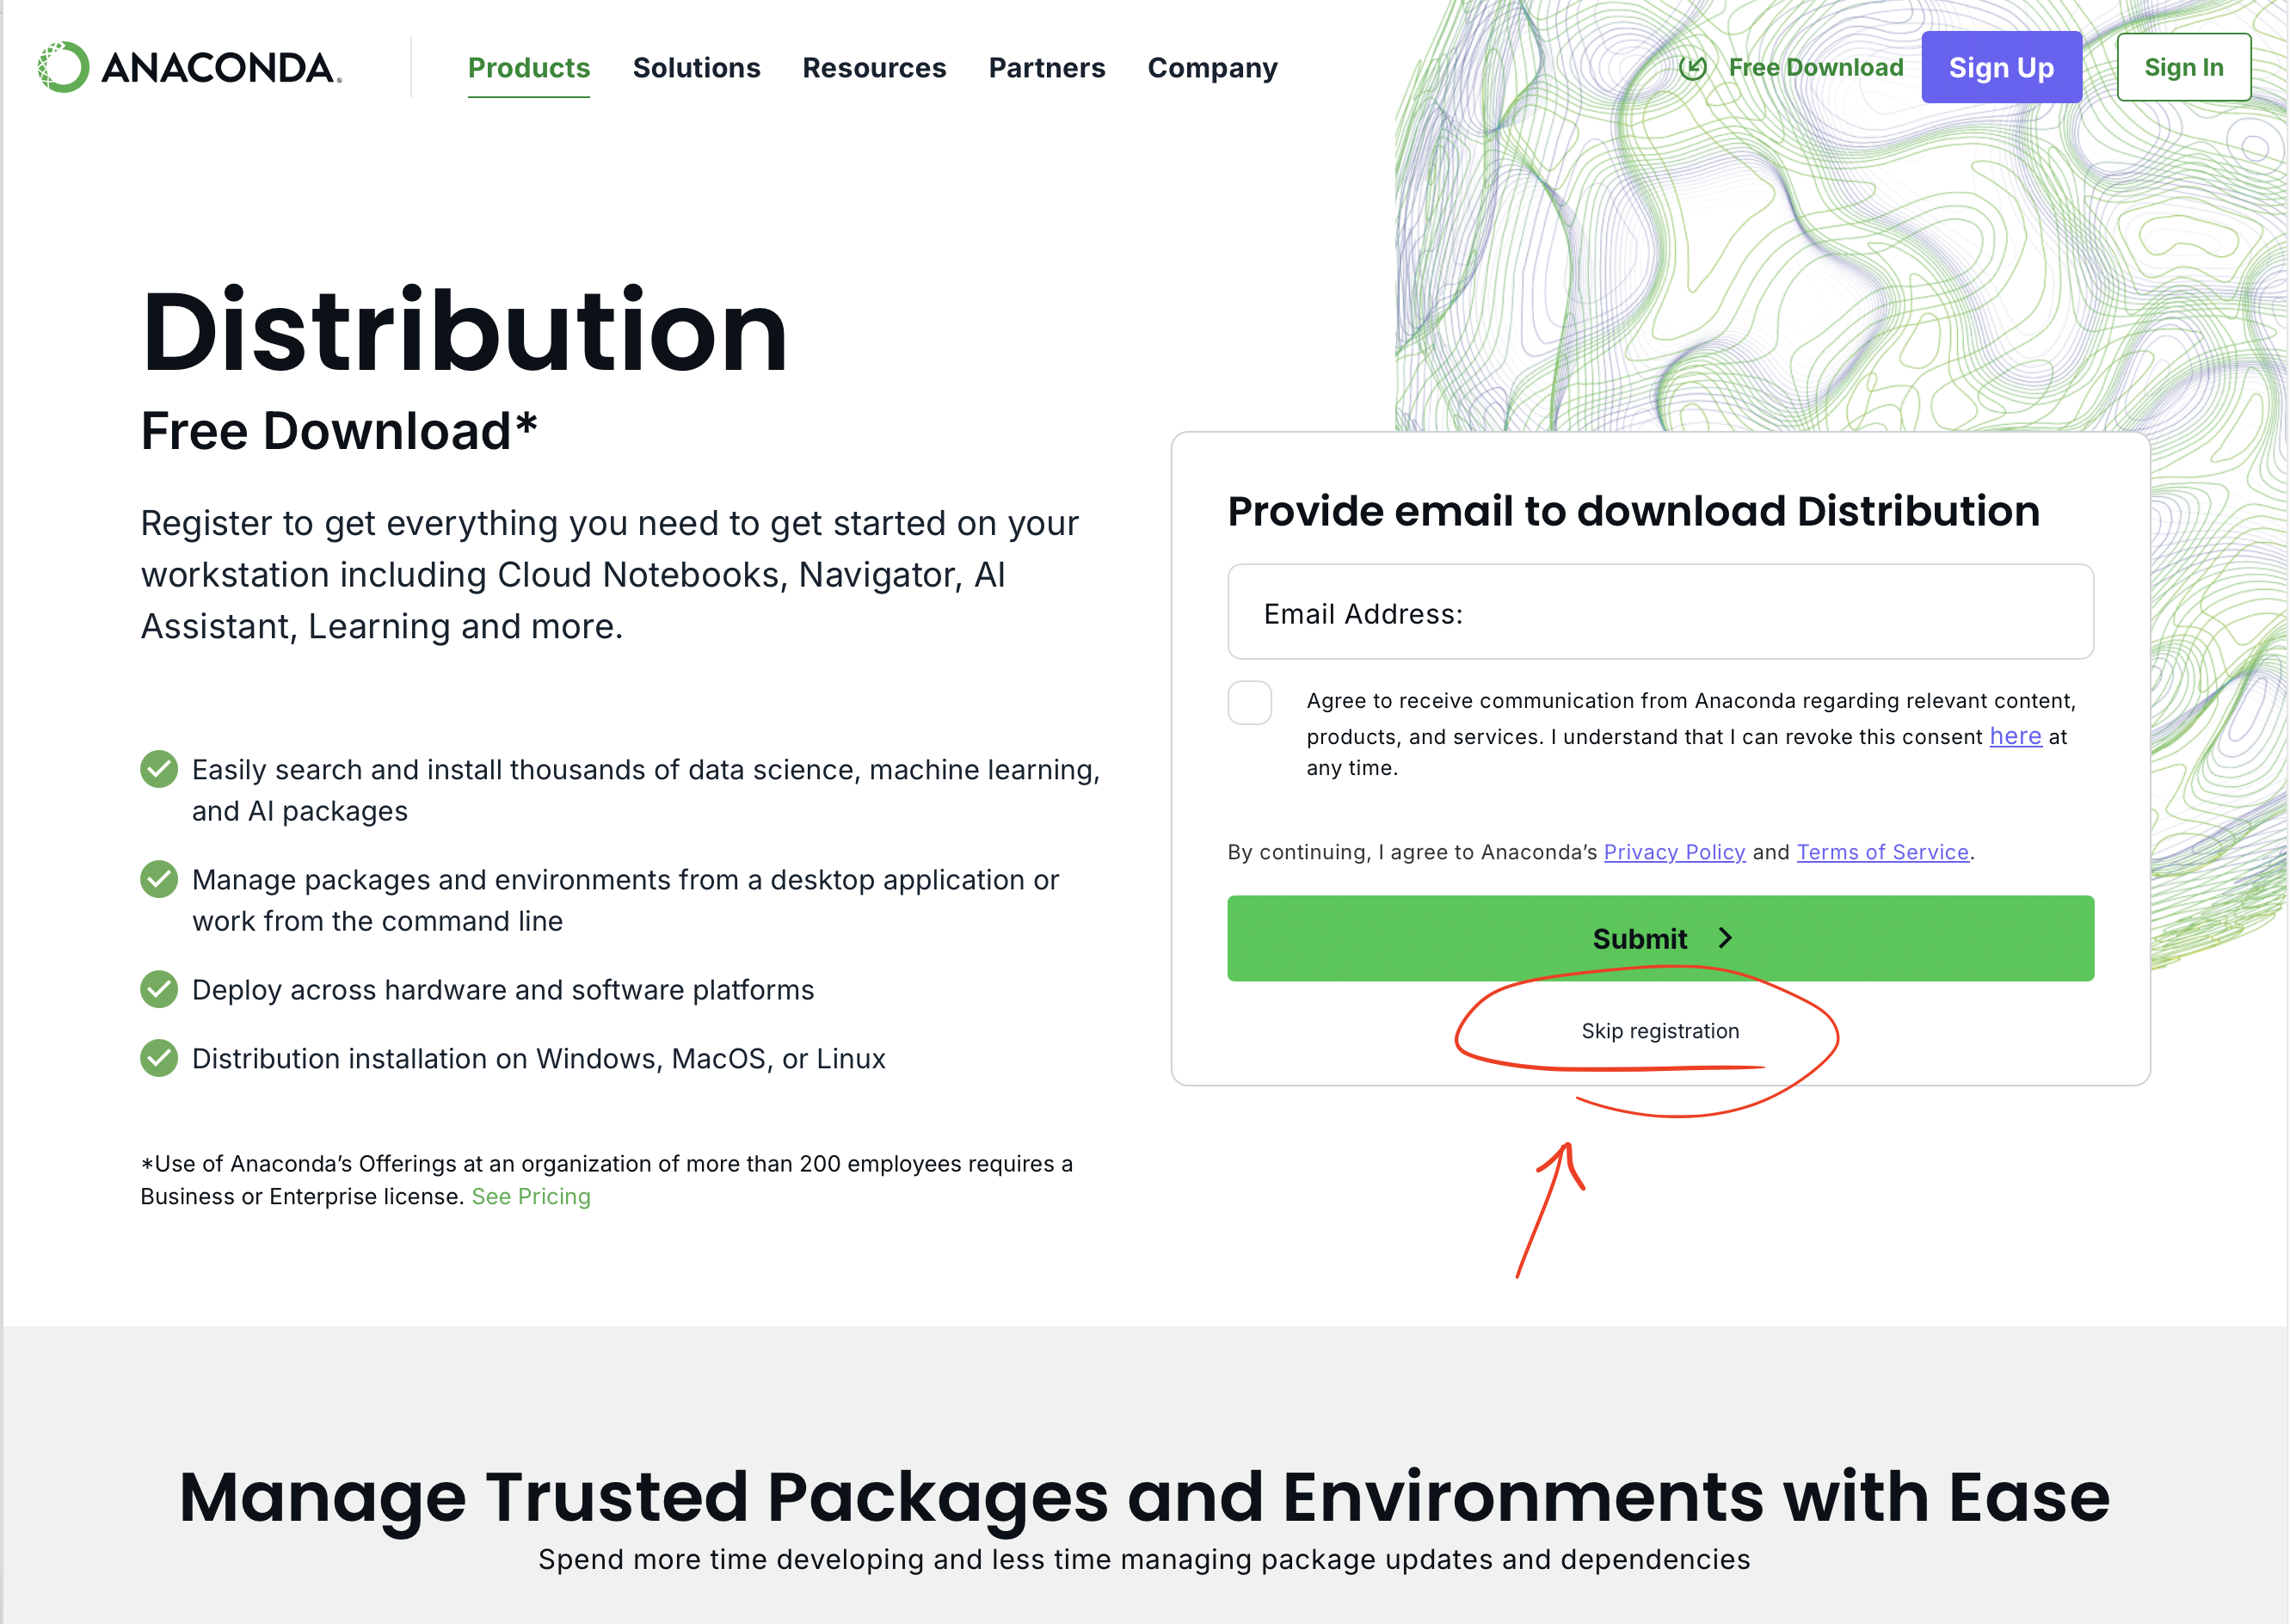 ANACONDA.
Products
Solutions
Resources
Partners
Company
Free Download
Sign Up
Sign In
Distribution
Free Download*
Register to get everything you need to get started on your
workstation including Cloud Notebooks, Navigator, AI
Assistant, Learning and more.
Easily search and install thousands of data science, machine learning,
and AI packages
Manage packages and environments from a desktop application or
work from the command line
Deploy across hardware and software platforms
Distribution installation on Windows, MacOS, or Linux
*Use of Anaconda’s Offerings at an organization of more than 200 employees requires a
Business or Enterprise license. See Pricing
Provide email to download Distribution
Email Address:
Agree to receive communication from Anaconda regarding relevant content,
products, and services. I understand that I can revoke this consent here at
any time.
By continuing, I agree to Anaconda’s Privacy Policy and Terms of Service.
Submit
Skip registration
Manage Trusted Packages and Environments with Ease
Spend more time developing and less time managing package updates and dependencies